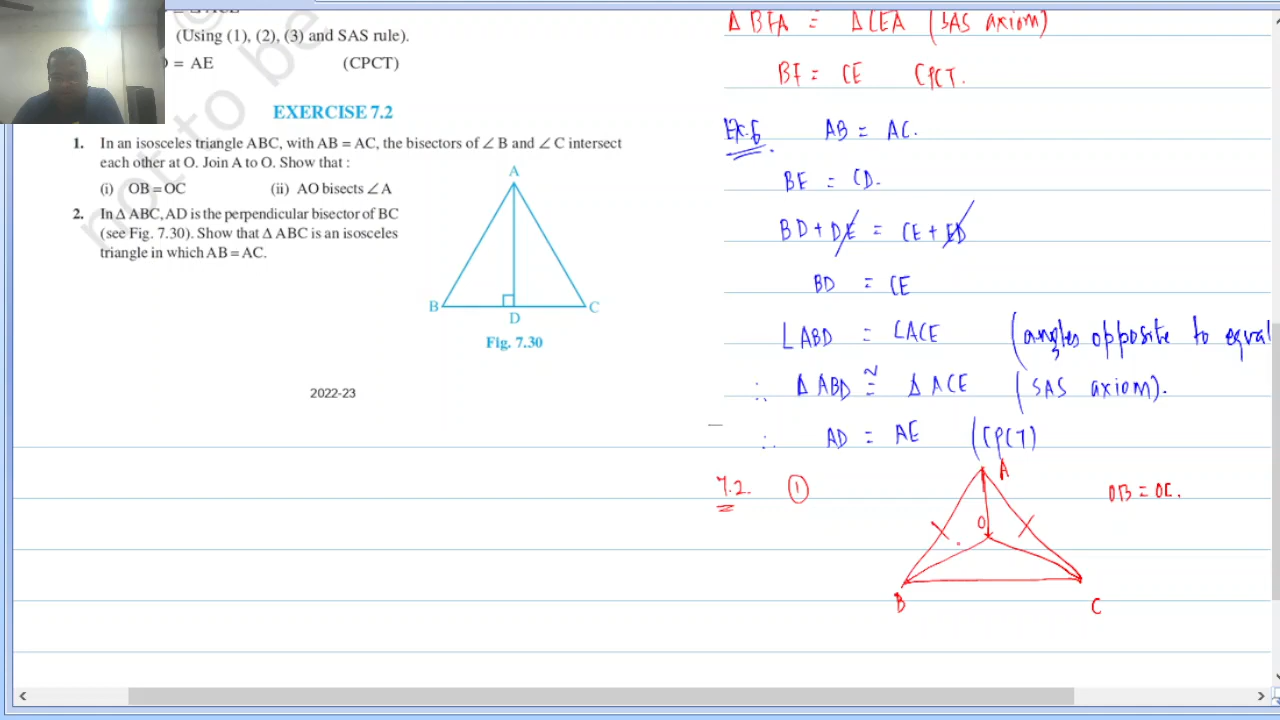 (Using (1), (2), (3) and SAS rule).
= AE (CPCT)
EXERCISE 7.2
1. In an isosceles triangle ABC, with AB = AC, the bisectors of ∠ B and ∠ C intersect
each other at O. Join A to O. Show that :
(i) OB = OC (ii) AO bisects ∠ A
2. In Δ ABC, AD is the perpendicular bisector of BC
(see Fig. 7.30). Show that Δ ABC is an isosceles
triangle in which AB = AC.
A
B
C
D
Fig. 7.30
2022-23
not to be
Δ BFA = Δ CEA (SAS axiom)
BF = CE CPCT.
Ex.6 AB = AC.
BE = CD.
BD + DE = CE + ED
BD = CE
∠ABD = ∠ACE (angles opposite to equal
∴ Δ ABD ≅ Δ ACE (SAS axiom).
∴ AD = AE (CPCT)
7.2. ①
A
OB = OC.
O
B
C